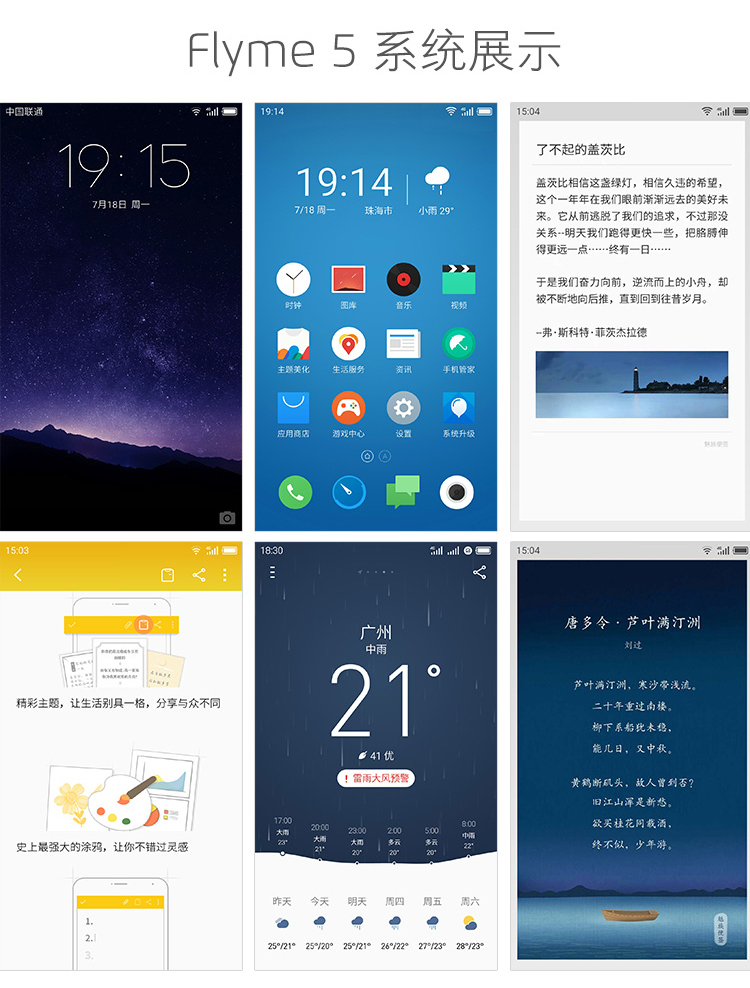 Flyme 5 系统展示
中国联通
19:15
7月18日 周一
19:14
19:14
7/18 周一
珠海市
小雨 29°
时钟
图库
音乐
视频
主题美化
生活服务
资讯
手机管家
应用商店
游戏中心
设置
系统升级
A
15:04
了不起的盖茨比
盖茨比相信这盏绿灯，相信久违的希望，
这个一年年在我们眼前渐渐远去的美好未
来。它从前逃脱了我们的追求，不过那没
关系--明天我们跑得更快一些，把胳膊伸
得更远一点……终有一日……
于是我们奋力向前，逆流而上的小舟，却
被不断地向后推，直到回到往昔岁月。
--弗·斯科特·菲茨杰拉德
魅族便签
15:03
精彩主题，让生活别具一格，分享与众不同
史上最强大的涂鸦，让你不错过灵感
1.
2.
3.
18:30
广州
中雨
21°
41 优
! 雷雨大风预警
17:00
大雨
23°
20:00
大雨
21°
23:00
大雨
20°
2:00
多云
20°
5:00
多云
20°
8:00
中雨
22°
昨天
今天
明天
周四
周五
周六
25°/21°
25°/20°
25°/21°
26°/22°
27°/23°
28°/23°
15:04
唐多令·芦叶满汀洲
刘过
芦叶满汀洲，寒沙带浅流。
二十年重过南楼。
柳下系船犹未稳，
能几日，又中秋。
黄鹤断矶头，故人曾到否？
旧江山浑是新愁。
欲买桂花同载酒，
终不似，少年游。
魅族便签